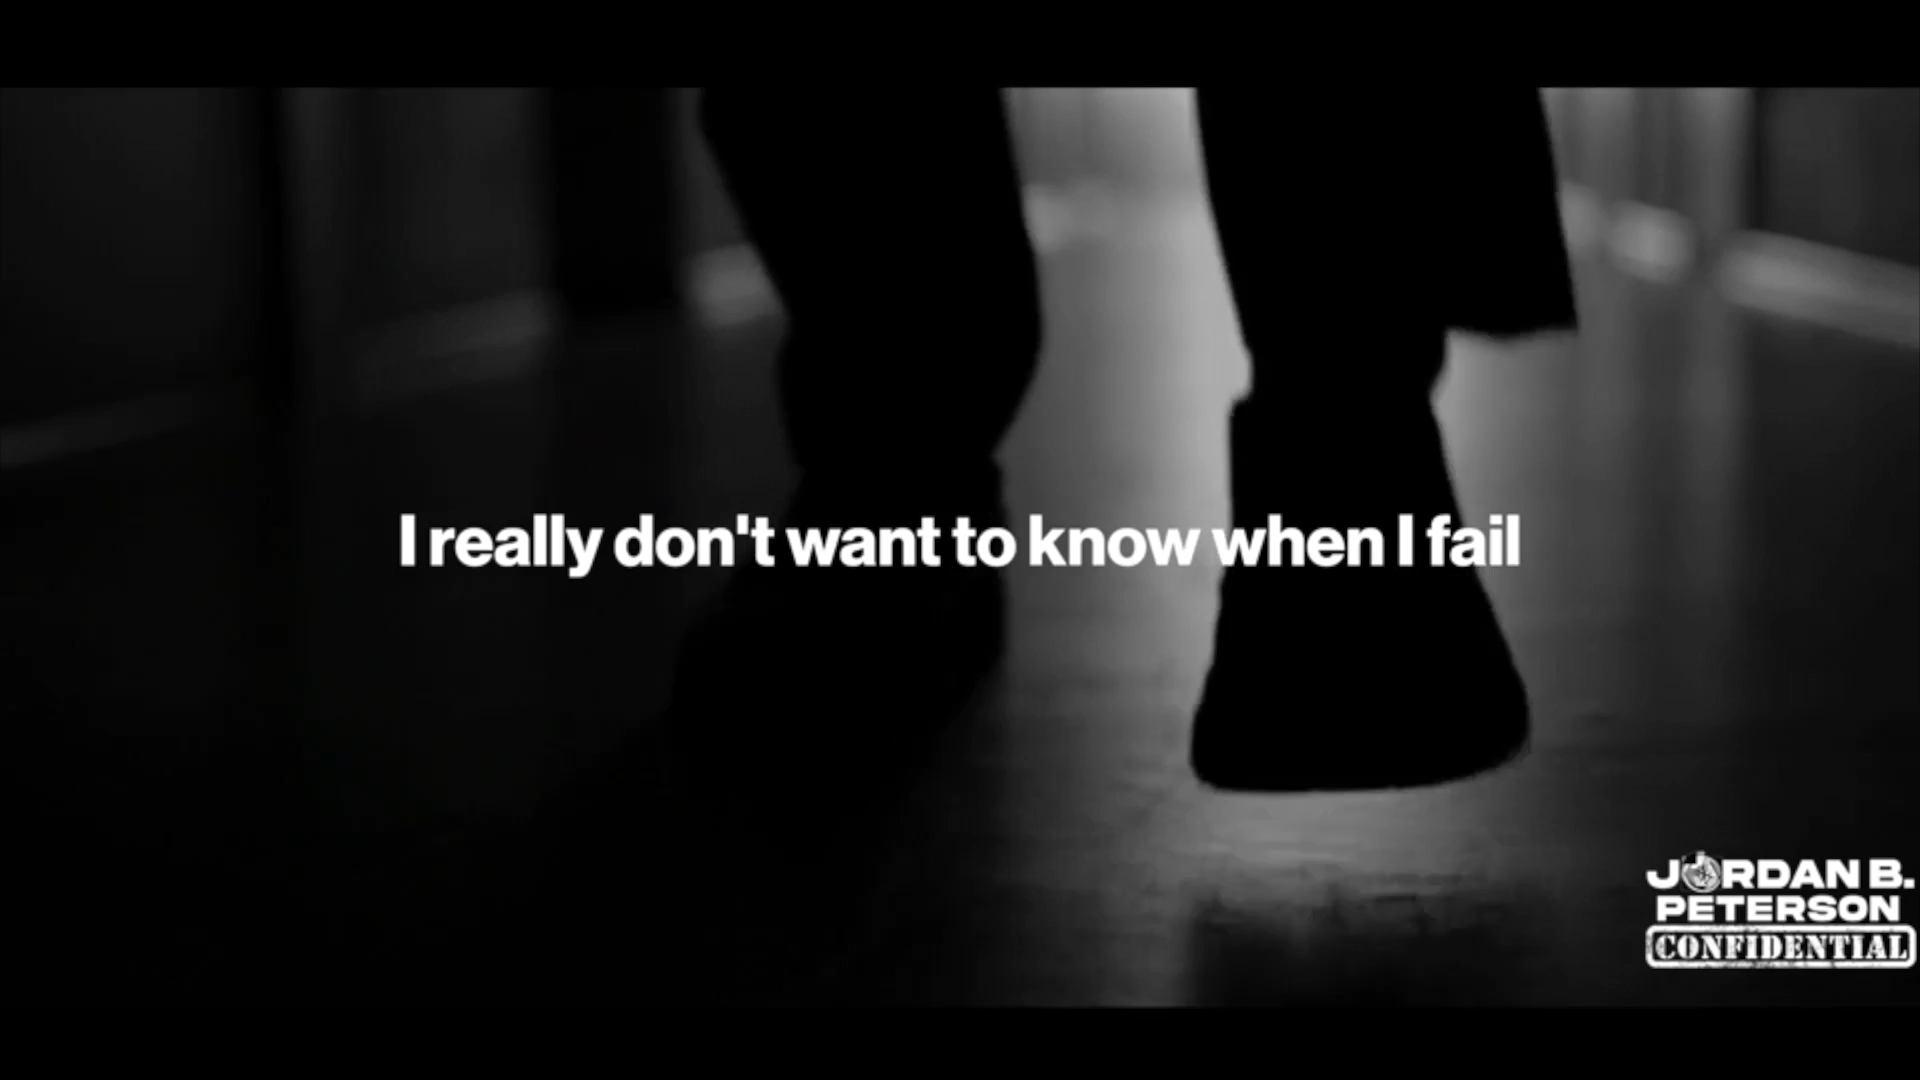 I really don't want to know when I fail
JORDAN B.
PETERSON
CONFIDENTIAL